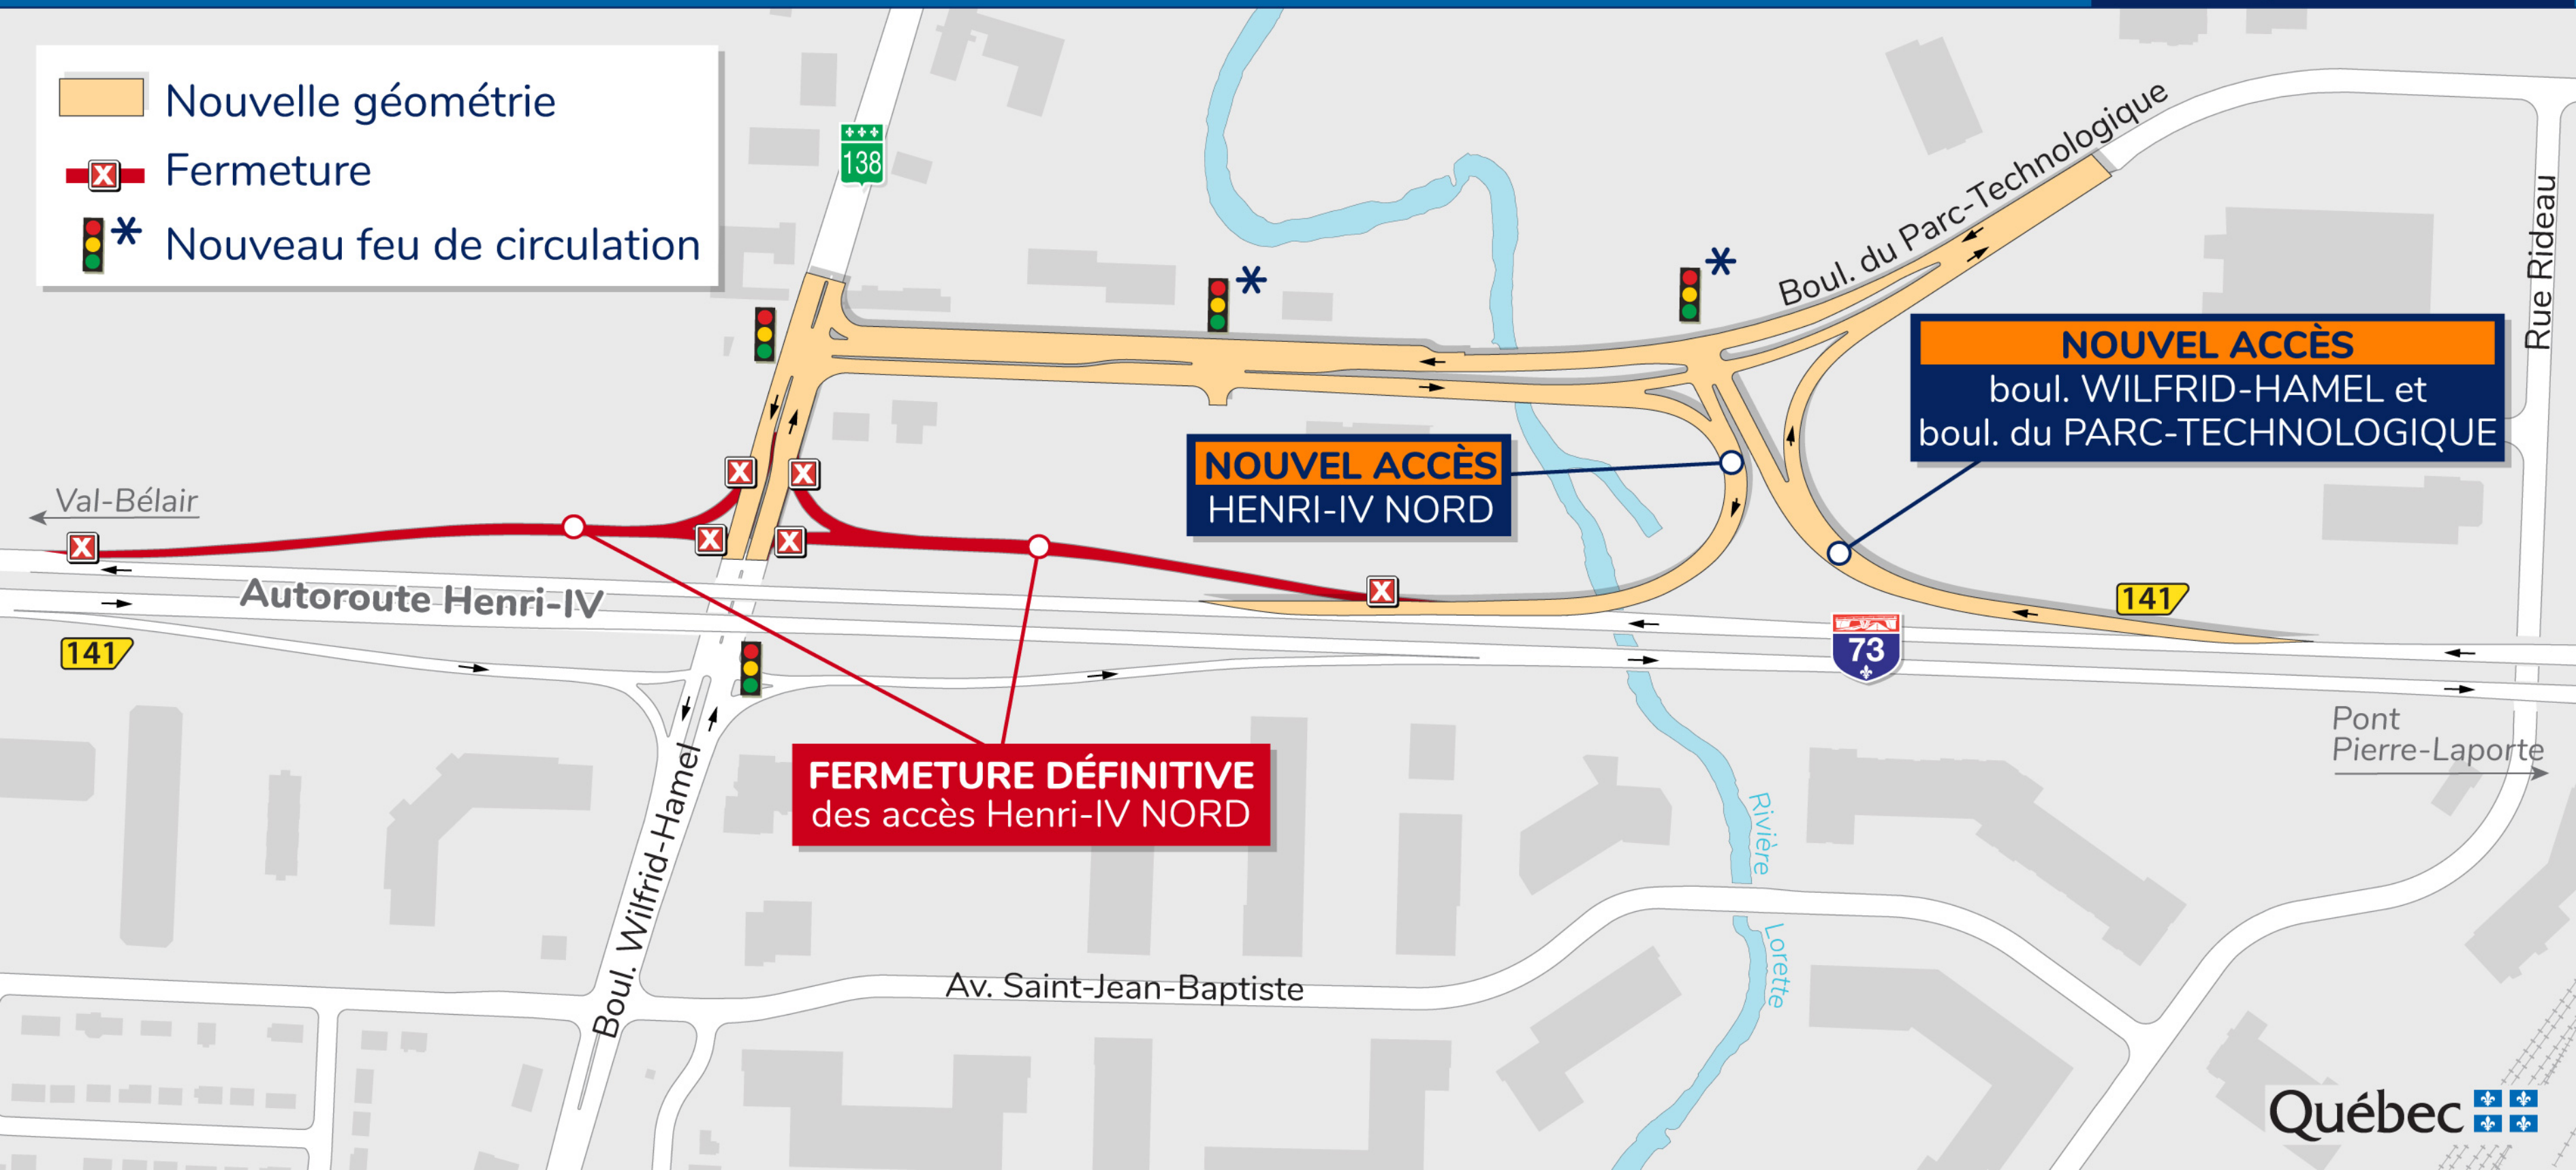 Nouvelle géométrie
X Fermeture
* Nouveau feu de circulation
138
*
*
Boul. du Parc-Technologique
Rue Rideau
NOUVEL ACCÈS
boul. WILFRID-HAMEL et
boul. du PARC-TECHNOLOGIQUE
NOUVEL ACCÈS
HENRI-IV NORD
X
X
X
X
X
X
Val-Bélair
Autoroute Henri-IV
141
141
73
Pont
Pierre-Laporte
FERMETURE DÉFINITIVE
des accès Henri-IV NORD
Boul. Wilfrid-Hamel
Rivière
Lorette
Av. Saint-Jean-Baptiste
Québec